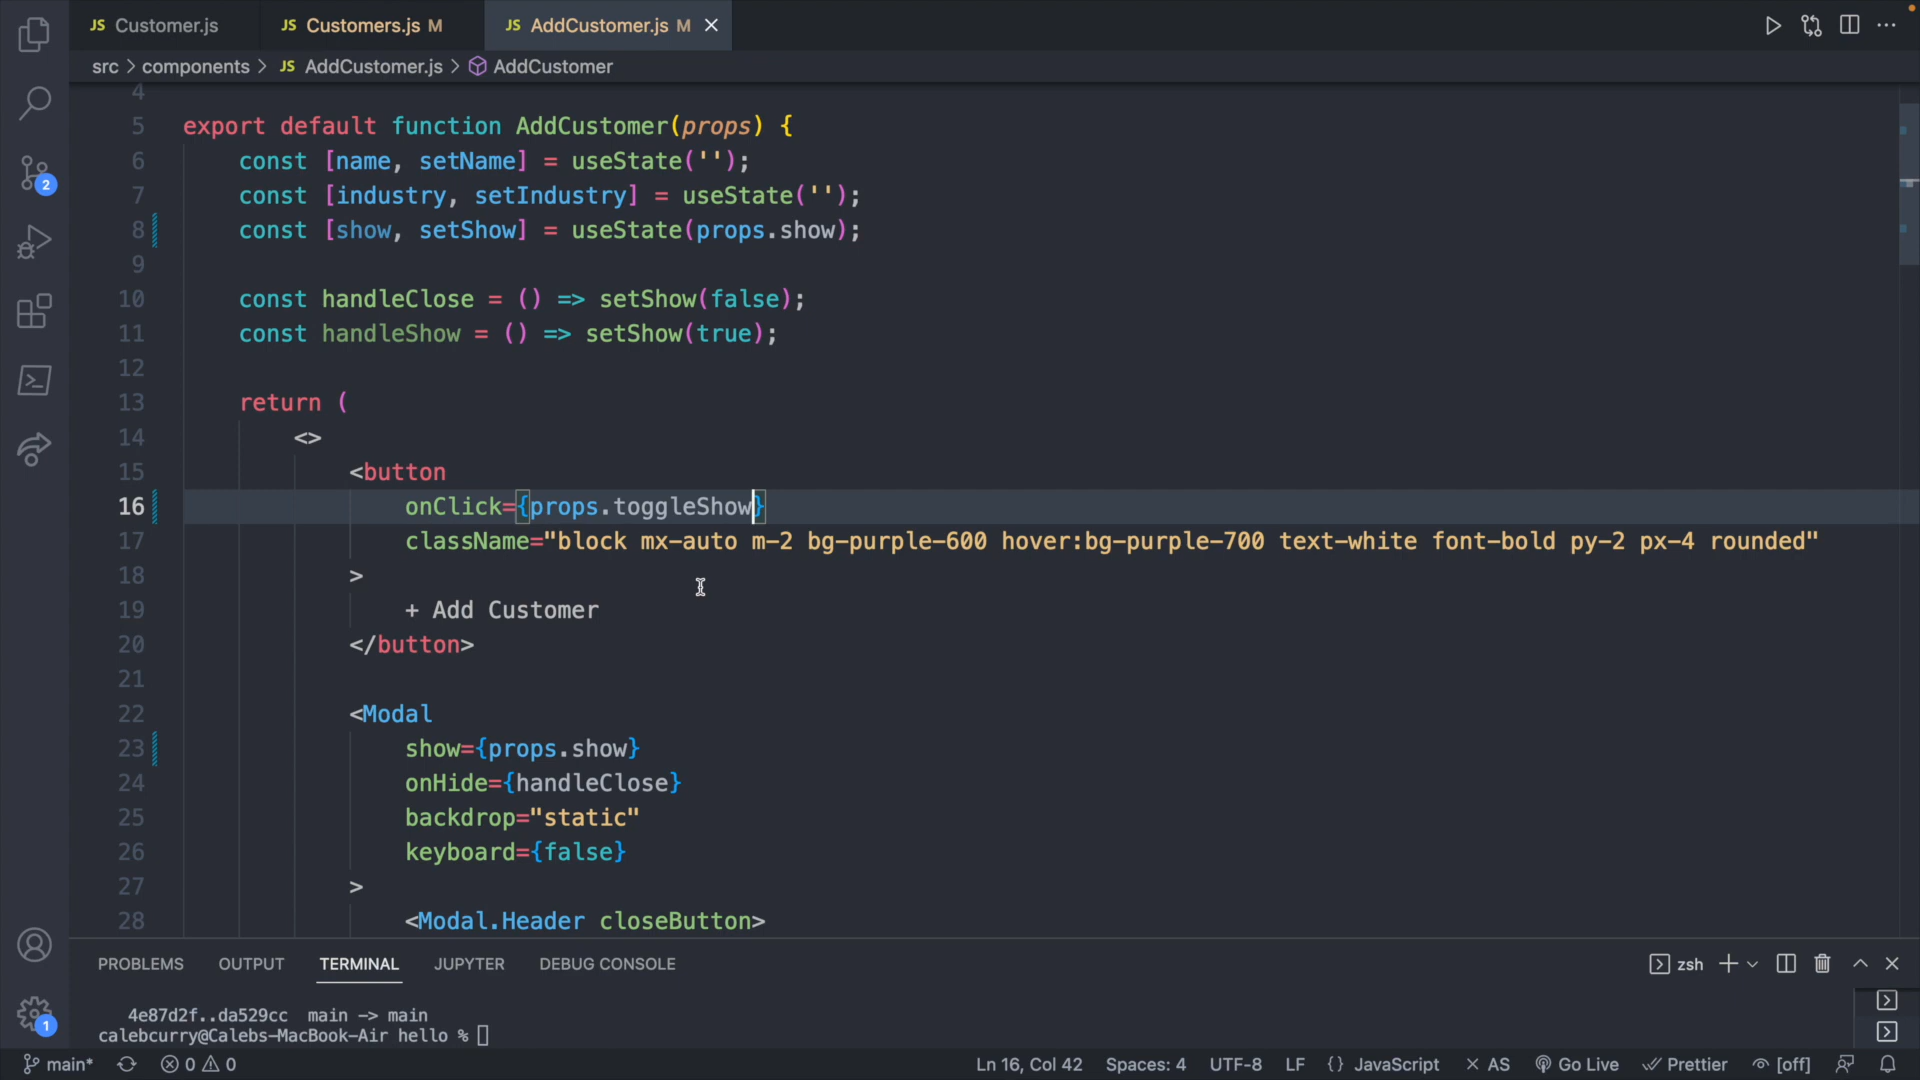 JS Customer.js JS Customers.js M JS AddCustomer.js M
src > components > JS AddCustomer.js > AddCustomer
4
5 export default function AddCustomer(props) {
6 const [name, setName] = useState('');
7 const [industry, setIndustry] = useState('');
8 const [show, setShow] = useState(props.show);
9
10 const handleClose = () => setShow(false);
11 const handleShow = () => setShow(true);
12
13 return (
14 <>
15 <button
16 onClick={props.toggleShow}
17 className="block mx-auto m-2 bg-purple-600 hover:bg-purple-700 text-white font-bold py-2 px-4 rounded"
18 >
19 + Add Customer
20 </button>
21
22 <Modal
23 show={props.show}
24 onHide={handleClose}
25 backdrop="static"
26 keyboard={false}
27 >
28 <Modal.Header closeButton>
2
1
PROBLEMS OUTPUT TERMINAL JUPYTER DEBUG CONSOLE zsh
4e87d2f..da529cc main -> main
calebcurry@Calebs-MacBook-Air hello %
main* 0 0 Ln 16, Col 42 Spaces: 4 UTF-8 LF {} JavaScript × AS Go Live Prettier [off]